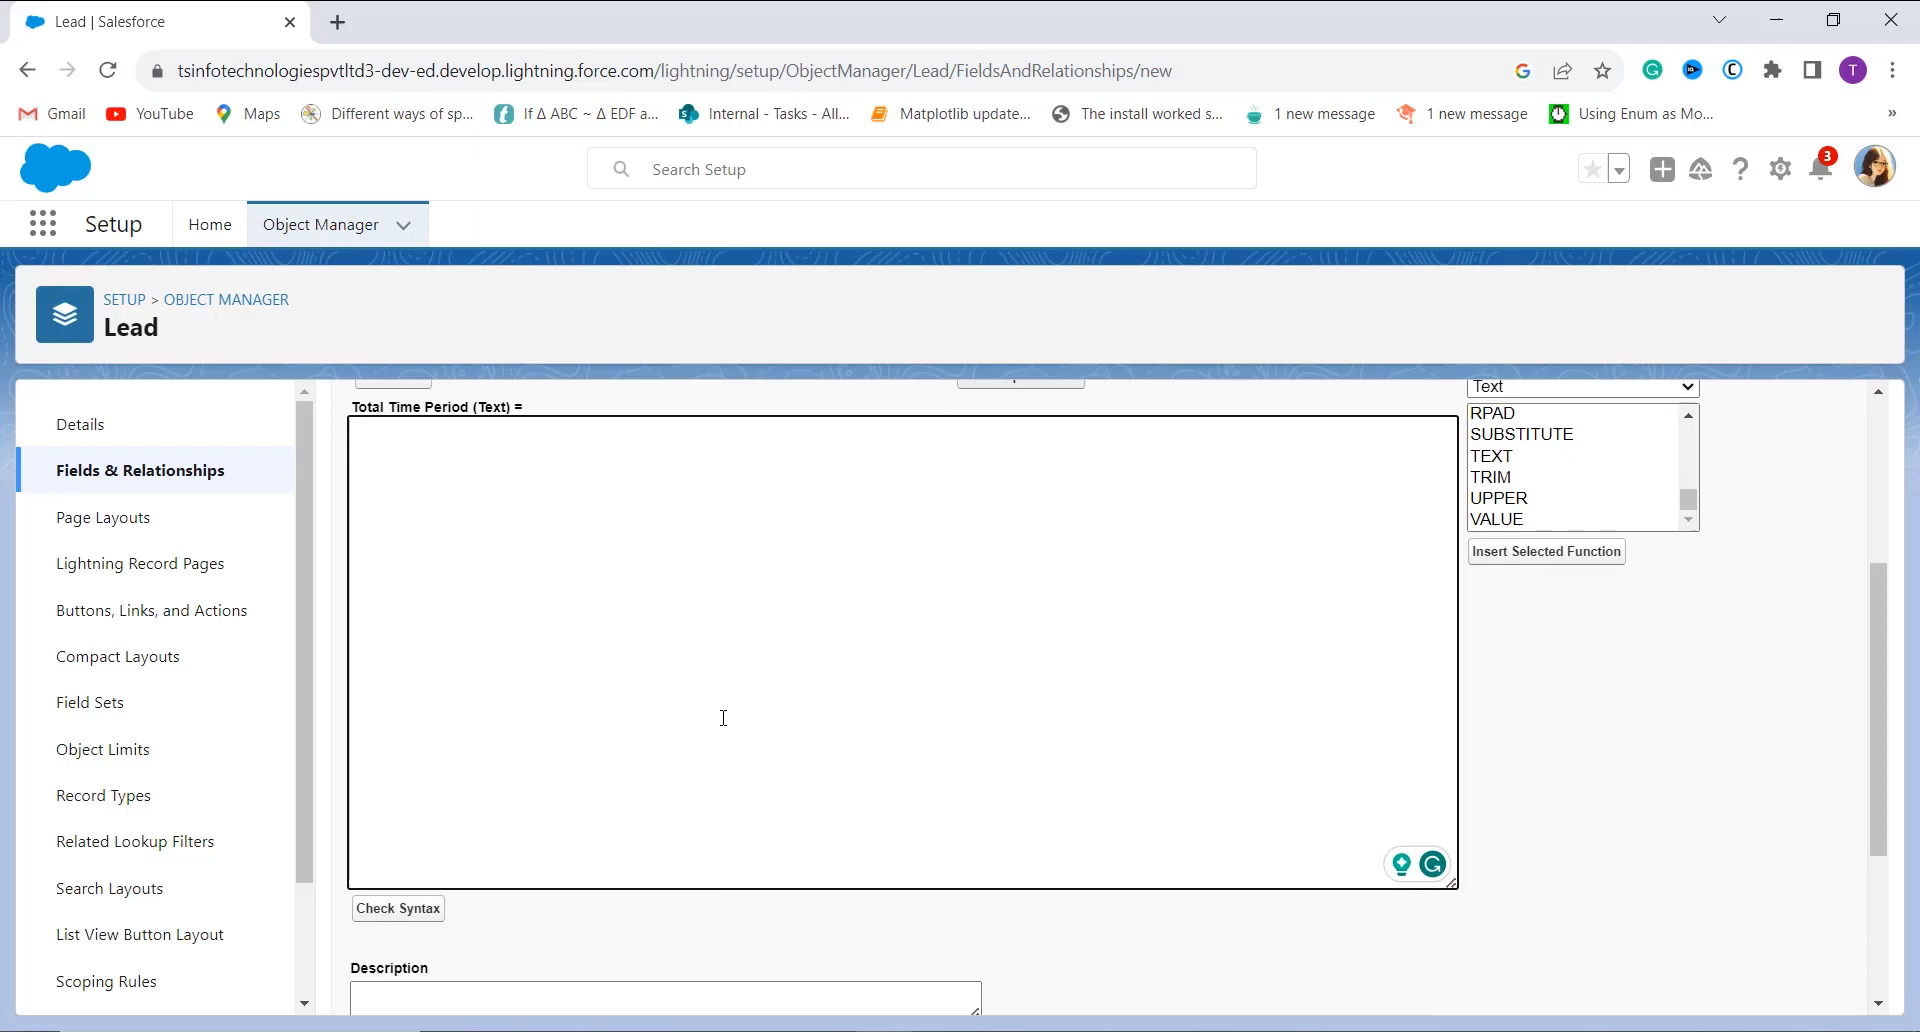 Lead | Salesforce
tsinfotechnologiespvtltd3-dev-ed.develop.lightning.force.com/lightning/setup/ObjectManager/Lead/FieldsAndRelationships/new
T
Gmail
YouTube
Maps
Different ways of sp...
If Δ ABC ~ Δ EDF a...
Internal - Tasks - All...
Matplotlib update...
The install worked s...
1 new message
1 new message
Using Enum as Mo...
»
Search Setup
3
Setup
Home
Object Manager
SETUP > OBJECT MANAGER
Lead
Details
Fields & Relationships
Page Layouts
Lightning Record Pages
Buttons, Links, and Actions
Compact Layouts
Field Sets
Object Limits
Record Types
Related Lookup Filters
Search Layouts
List View Button Layout
Scoping Rules
Total Time Period (Text) =
Text
RPAD
SUBSTITUTE
TEXT
TRIM
UPPER
VALUE
Insert Selected Function
Check Syntax
Description